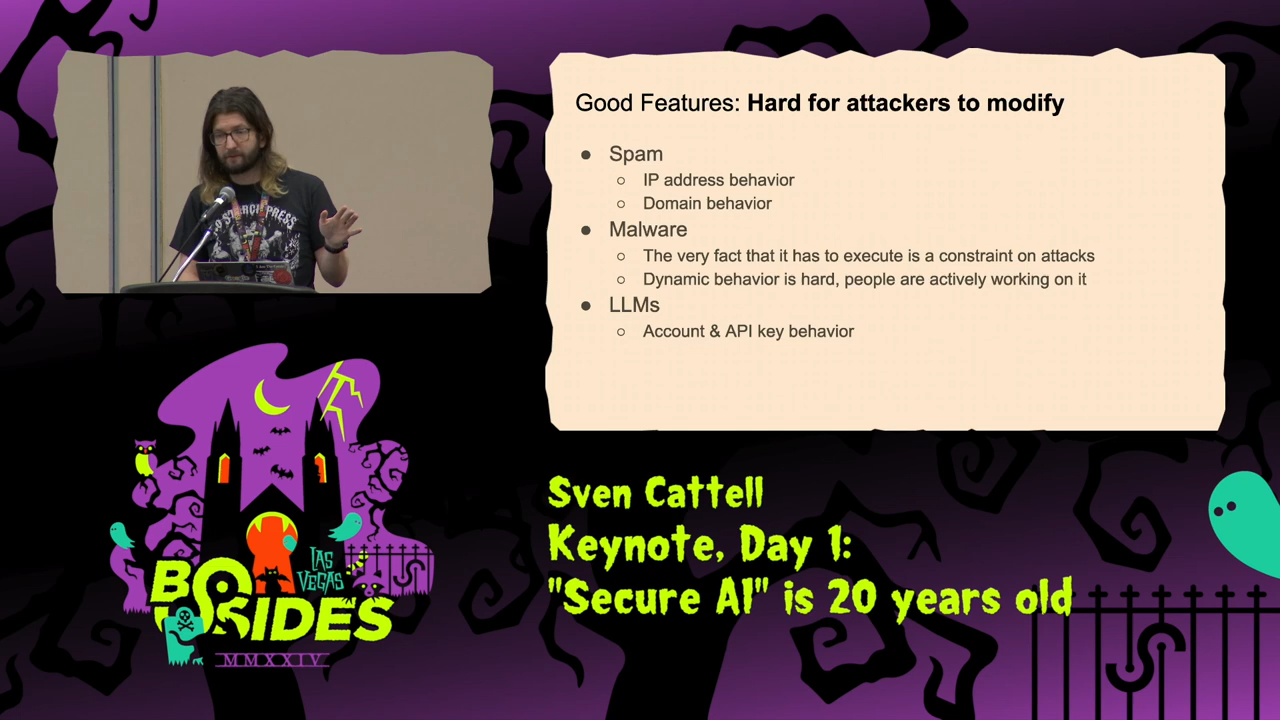 Good Features: Hard for attackers to modify
● Spam
○ IP address behavior
○ Domain behavior
● Malware
○ The very fact that it has to execute is a constraint on attacks
○ Dynamic behavior is hard, people are actively working on it
● LLMs
○ Account & API key behavior
STARCH PRESS
LAS
VEGAS
BSIDES
MMXXIV
Sven Cattell
Keynote, Day 1:
"Secure AI" is 20 years old